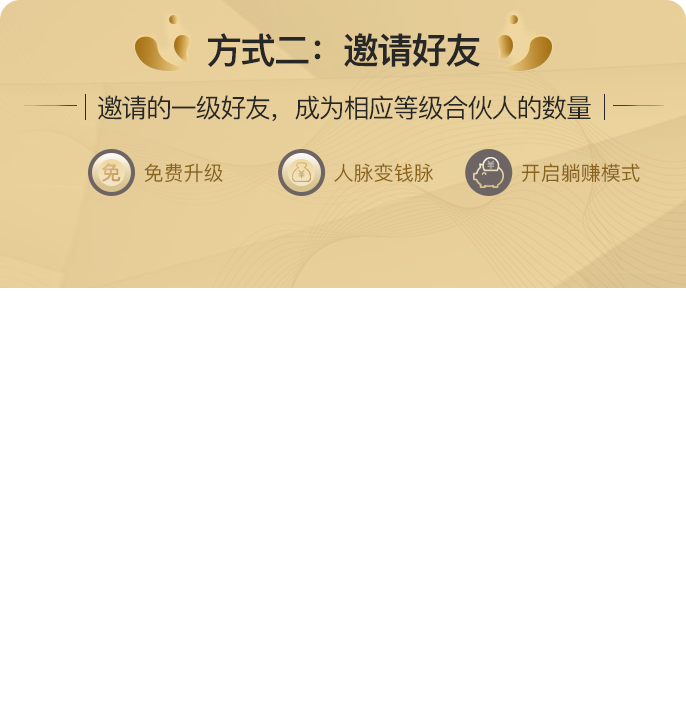 方式二：邀请好友
邀请的一级好友，成为相应等级合伙人的数量
免 免费升级 人脉变钱脉 开启躺赚模式